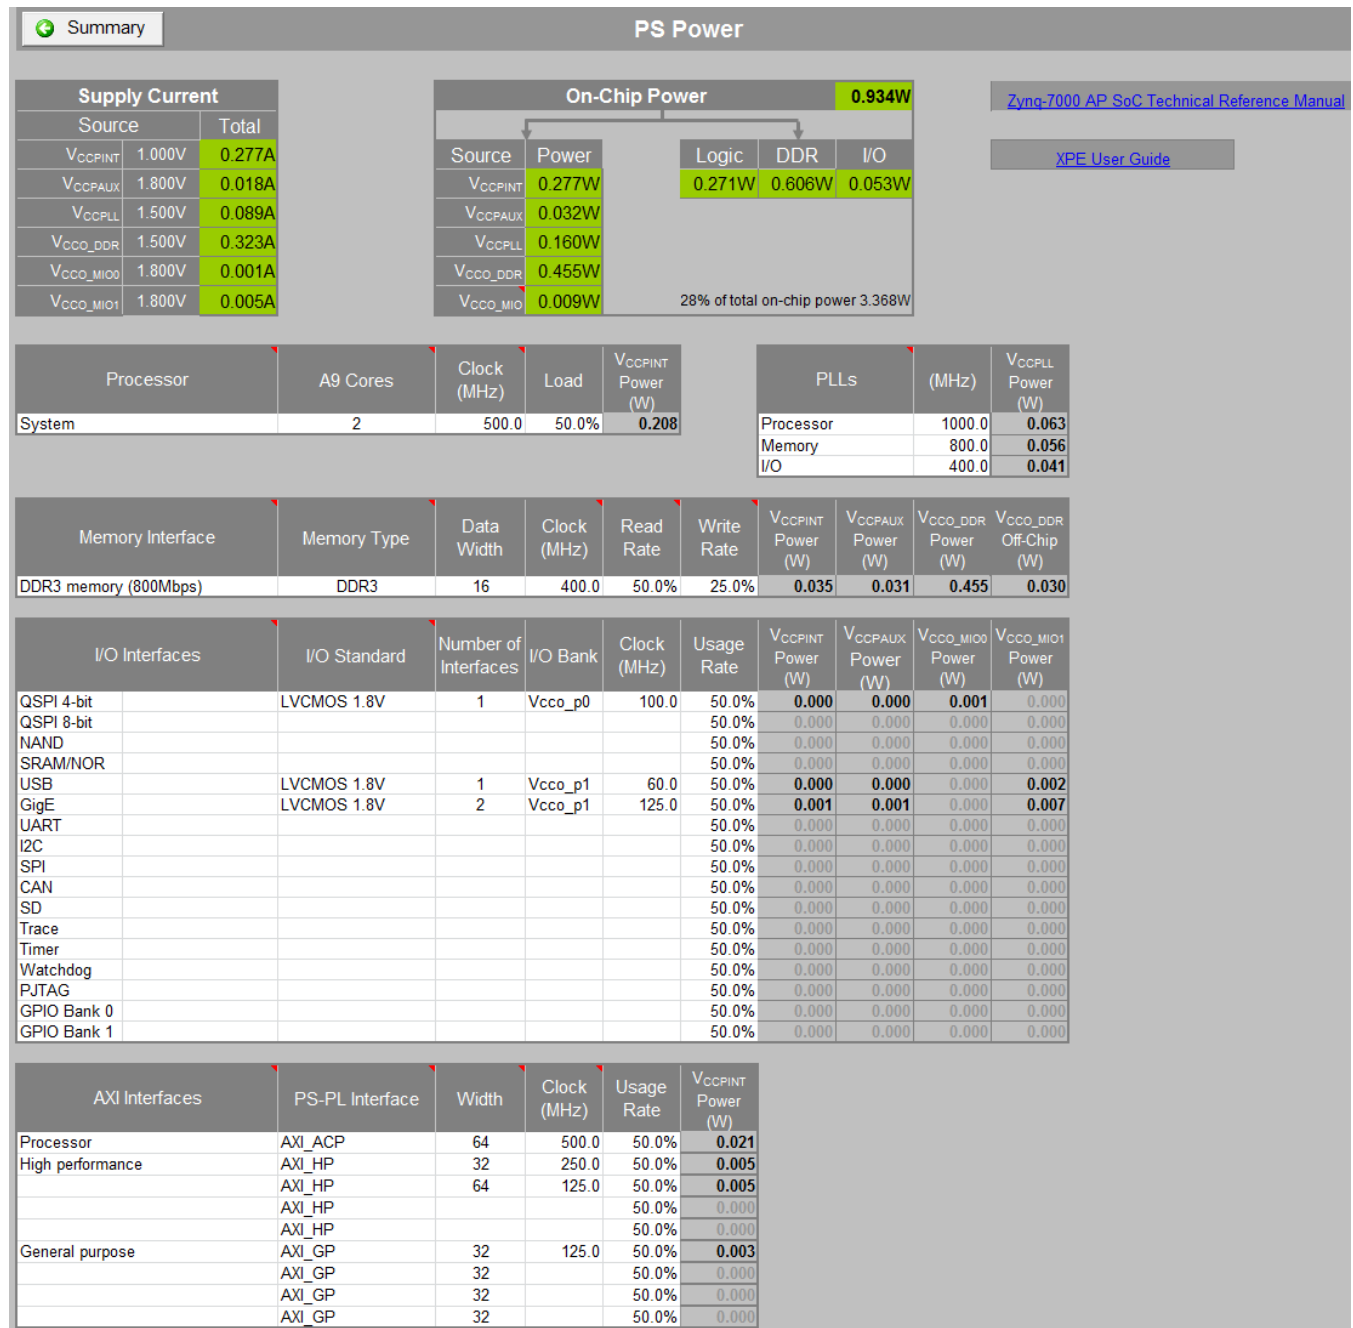 Summary
PS Power
Supply Current
Source Total
VCCPINT 1.000V 0.277A
VCCPAUX 1.800V 0.018A
VCCPLL 1.500V 0.089A
VCCO_DDR 1.500V 0.323A
VCCO_MIO0 1.800V 0.001A
VCCO_MIO1 1.800V 0.005A
On-Chip Power 0.934W
Source Power Logic DDR I/O
VCCPINT 0.277W 0.271W 0.606W 0.053W
VCCPAUX 0.032W
VCCPLL 0.160W
VCCO_DDR 0.455W
VCCO_MIO 0.009W 28% of total on-chip power 3.368W
Zynq-7000 AP SoC Technical Reference Manual
XPE User Guide
Processor A9 Cores Clock (MHz) Load VCCPINT Power (W)
System 2 500.0 50.0% 0.208
PLLs (MHz) VCCPLL Power (W)
Processor 1000.0 0.063
Memory 800.0 0.056
I/O 400.0 0.041
Memory Interface Memory Type Data Width Clock (MHz) Read Rate Write Rate VCCPINT Power (W) VCCPAUX Power (W) VCCO_DDR Power (W) VCCO_DDR Off-Chip (W)
DDR3 memory (800Mbps) DDR3 16 400.0 50.0% 25.0% 0.035 0.031 0.455 0.030
I/O Interfaces I/O Standard Number of Interfaces I/O Bank Clock (MHz) Usage Rate VCCPINT Power (W) VCCPAUX Power (W) VCCO_MIO0 Power (W) VCCO_MIO1 Power (W)
QSPI 4-bit LVCMOS 1.8V 1 Vcco_p0 100.0 50.0% 0.000 0.000 0.001 0.000
QSPI 8-bit 50.0% 0.000 0.000 0.000 0.000
NAND 50.0% 0.000 0.000 0.000 0.000
SRAM/NOR 50.0% 0.000 0.000 0.000 0.000
USB LVCMOS 1.8V 1 Vcco_p1 60.0 50.0% 0.000 0.000 0.000 0.002
GigE LVCMOS 1.8V 2 Vcco_p1 125.0 50.0% 0.001 0.001 0.000 0.007
UART 50.0% 0.000 0.000 0.000 0.000
I2C 50.0% 0.000 0.000 0.000 0.000
SPI 50.0% 0.000 0.000 0.000 0.000
CAN 50.0% 0.000 0.000 0.000 0.000
SD 50.0% 0.000 0.000 0.000 0.000
Trace 50.0% 0.000 0.000 0.000 0.000
Timer 50.0% 0.000 0.000 0.000 0.000
Watchdog 50.0% 0.000 0.000 0.000 0.000
PJTAG 50.0% 0.000 0.000 0.000 0.000
GPIO Bank 0 50.0% 0.000 0.000 0.000 0.000
GPIO Bank 1 50.0% 0.000 0.000 0.000 0.000
AXI Interfaces PS-PL Interface Width Clock (MHz) Usage Rate VCCPINT Power (W)
Processor AXI_ACP 64 500.0 50.0% 0.021
High performance AXI_HP 32 250.0 50.0% 0.005
AXI_HP 64 125.0 50.0% 0.005
AXI_HP 50.0% 0.000
AXI_HP 50.0% 0.000
General purpose AXI_GP 32 125.0 50.0% 0.003
AXI_GP 32 50.0% 0.000
AXI_GP 32 50.0% 0.000
AXI_GP 32 50.0% 0.000